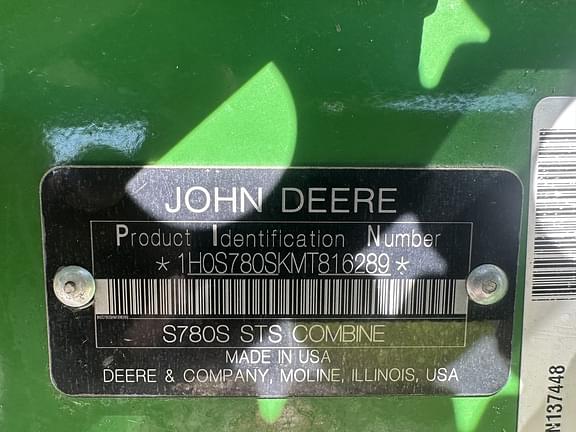 JOHN DEERE
Product Identification Number
*1H0S780SKMT816289*
S780S STS COMBINE
MADE IN USA
DEERE & COMPANY, MOLINE, ILLINOIS, USA
N137448